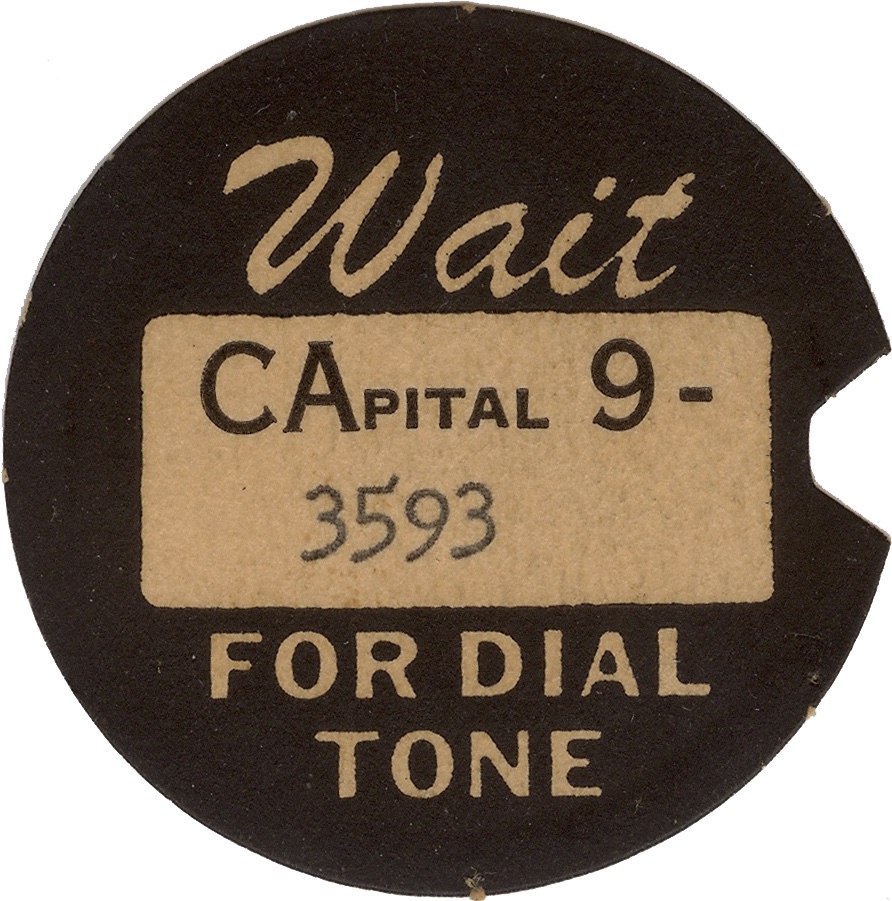 Wait
CAPITAL 9-
3593
FOR DIAL
TONE